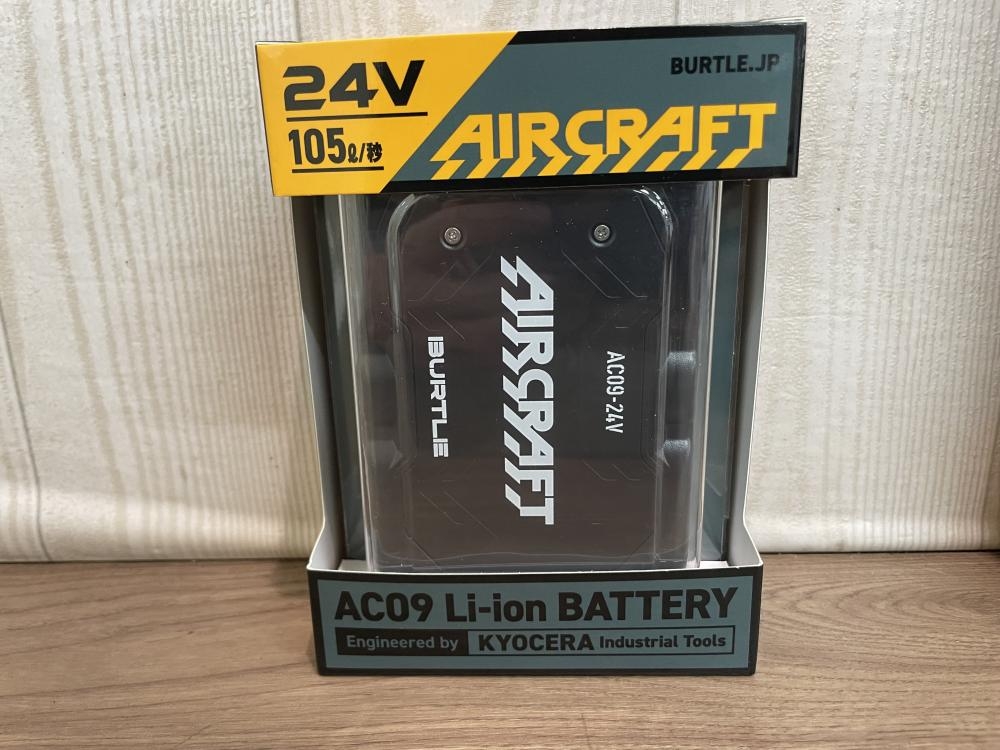 24V
BURTLE.JP
105ℓ/秒
AIRCRAFT
AIRCRAFT
BURTLE
AC09-24V
AC09 Li-ion BATTERY
Engineered by KYOCERA Industrial Tools